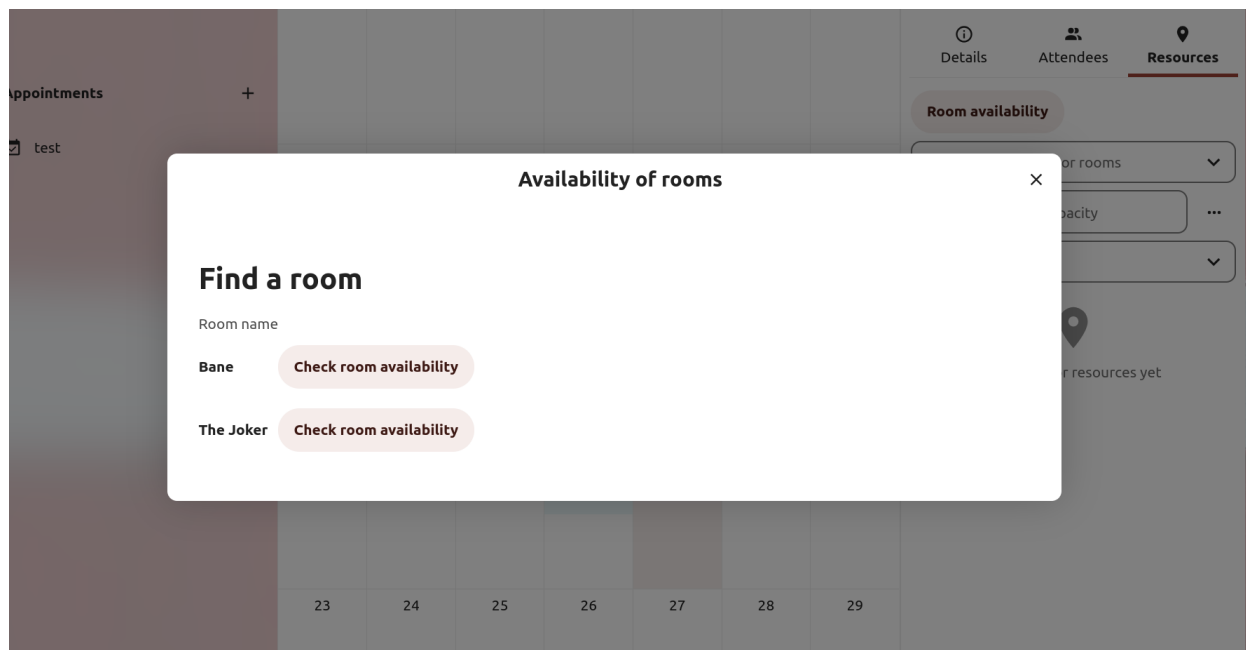 Details
Attendees
Resources
Appointments
Room availability
test
or rooms
Availability of rooms
Find a room
Room name
Bane
Check room availability
The Joker
Check room availability
resources yet
23
24
25
26
27
28
29